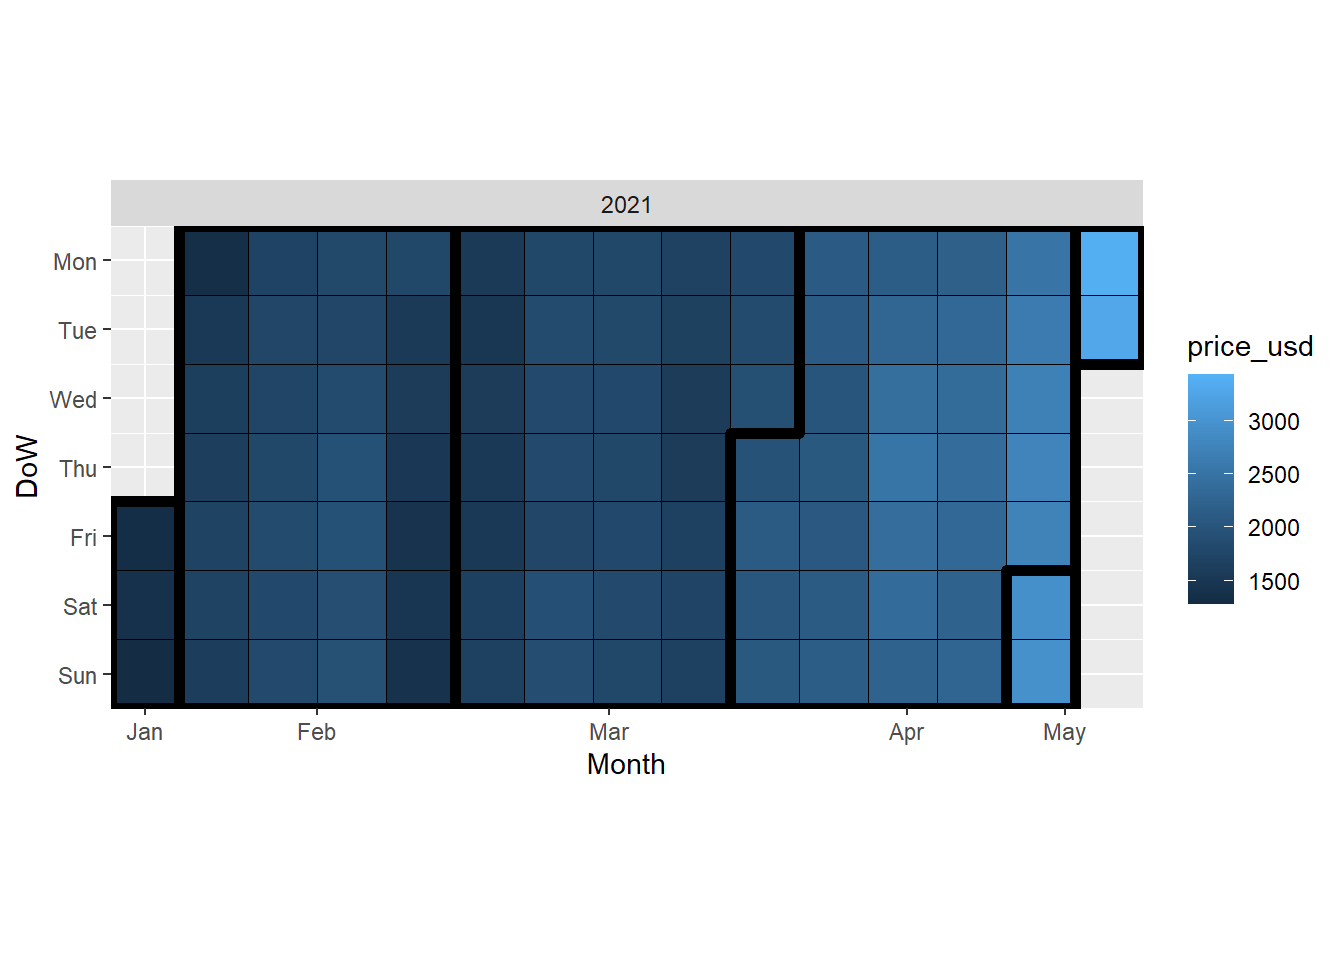 2021
Mon
Tue
Wed
Thu
Fri
Sat
Sun
DoW
Jan Feb Mar Apr May
Month
price_usd
3000
2500
2000
1500